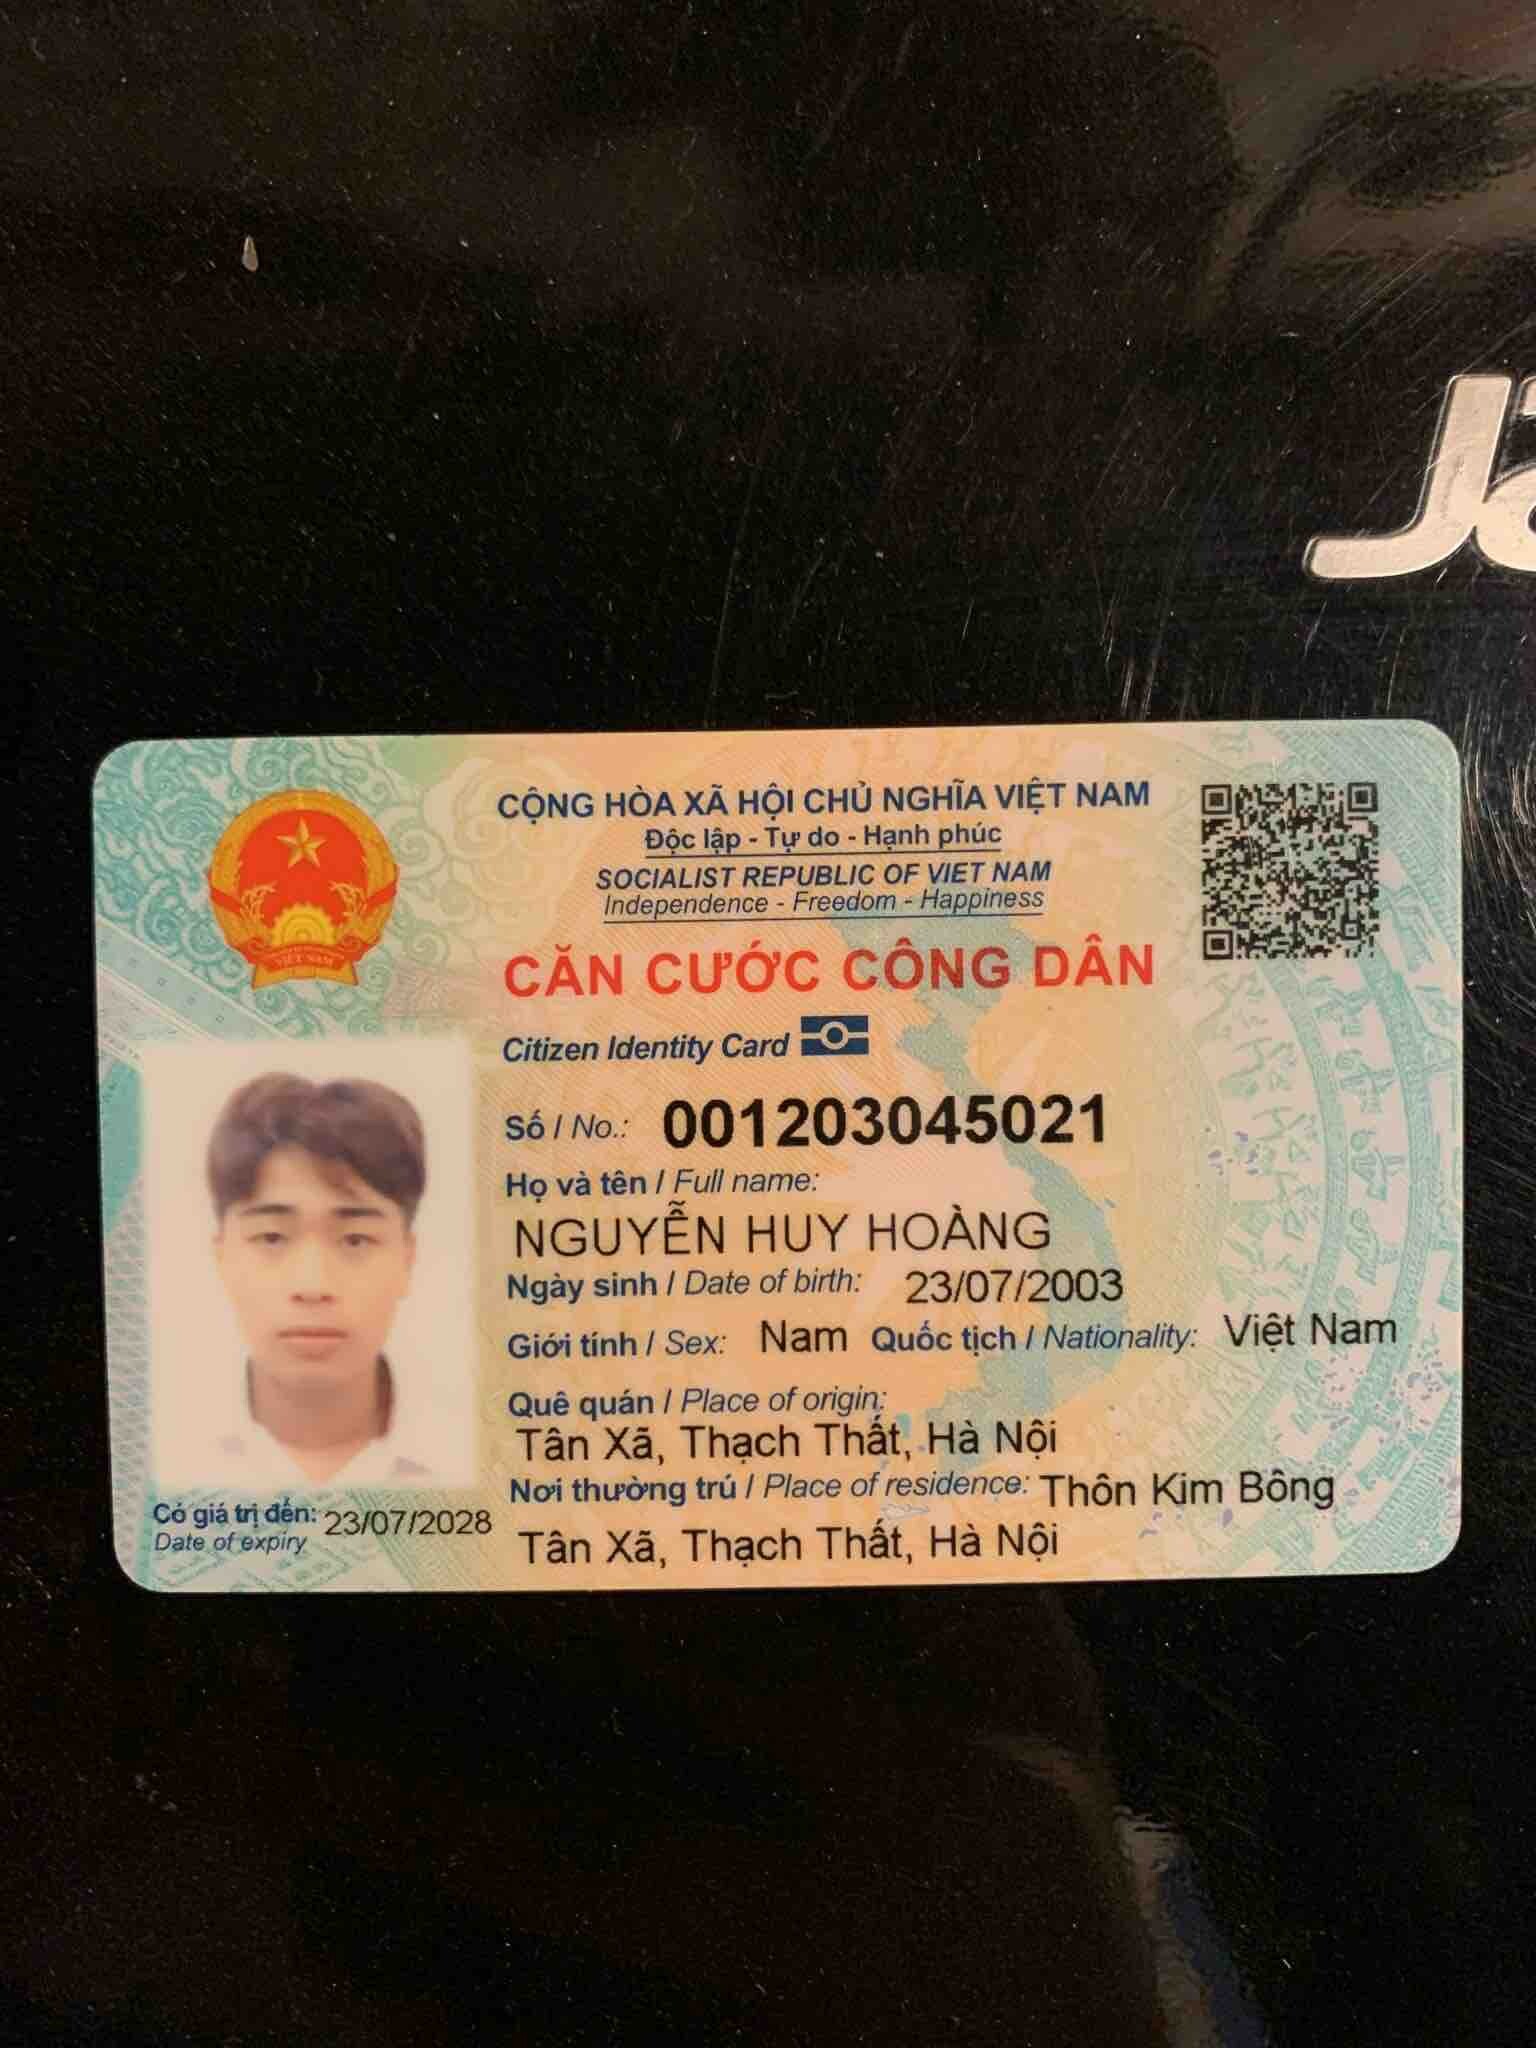 CỘNG HÒA XÃ HỘI CHỦ NGHĨA VIỆT NAM
Độc lập - Tự do - Hạnh phúc
SOCIALIST REPUBLIC OF VIET NAM
Independence - Freedom - Happiness
CĂN CƯỚC CÔNG DÂN
Citizen Identity Card
Số / No.: 001203045021
Họ và tên / Full name:
NGUYỄN HUY HOÀNG
Ngày sinh / Date of birth: 23/07/2003
Giới tính / Sex: Nam Quốc tịch / Nationality: Việt Nam
Quê quán / Place of origin:
Tân Xã, Thạch Thất, Hà Nội
Nơi thường trú / Place of residence: Thôn Kim Bông
Tân Xã, Thạch Thất, Hà Nội
Có giá trị đến: 23/07/2028
Date of expiry
VIỆT NAM